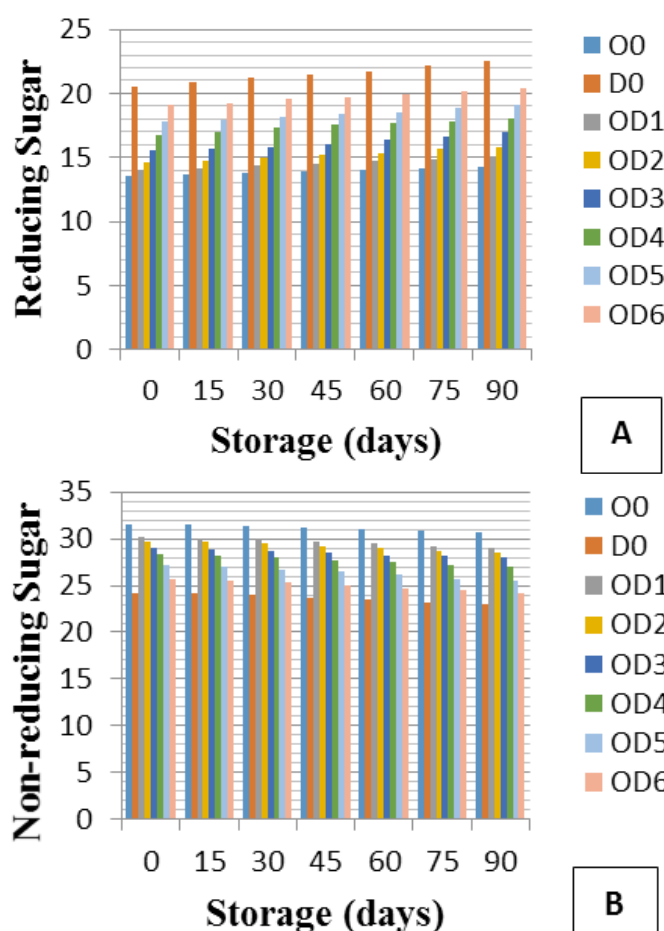 25
20
15
10
5
0
Reducing Sugar
0 15 30 45 60 75 90
Storage (days)
O0
D0
OD1
OD2
OD3
OD4
OD5
OD6
A
35
30
25
20
15
10
5
0
Non-reducing Sugar
0 15 30 45 60 75 90
Storage (days)
O0
D0
OD1
OD2
OD3
OD4
OD5
OD6
B